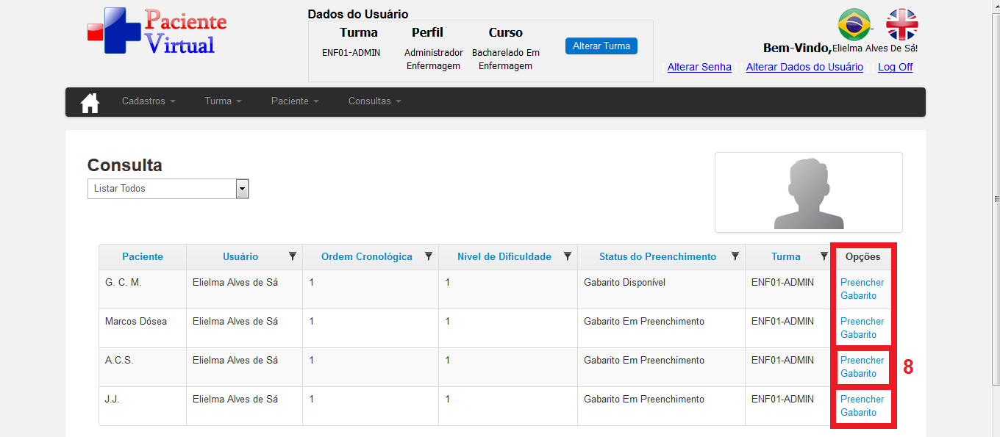 Paciente
Virtual
Dados do Usuário
Turma Perfil Curso
ENF01-ADMIN Administrador Enfermagem Bacharelado Em Enfermagem
Alterar Turma
Bem-Vindo,Elielma Alves De Sá!
Alterar Senha Alterar Dados do Usuário Log Off
Cadastros Turma Paciente Consultas
Consulta
Listar Todos
Paciente Usuário Ordem Cronológica Nível de Dificuldade Status do Preenchimento Turma Opções
G. C. M. Elielma Alves de Sá 1 1 Gabarito Disponível ENF01-ADMIN Preencher
Gabarito
Marcos Dósea Elielma Alves de Sá 1 1 Gabarito Em Preenchimento ENF01-ADMIN Preencher
Gabarito
A.C.S. Elielma Alves de Sá 1 1 Gabarito Em Preenchimento ENF01-ADMIN Preencher
Gabarito
8
J.J. Elielma Alves de Sá 1 1 Gabarito Em Preenchimento ENF01-ADMIN Preencher
Gabarito